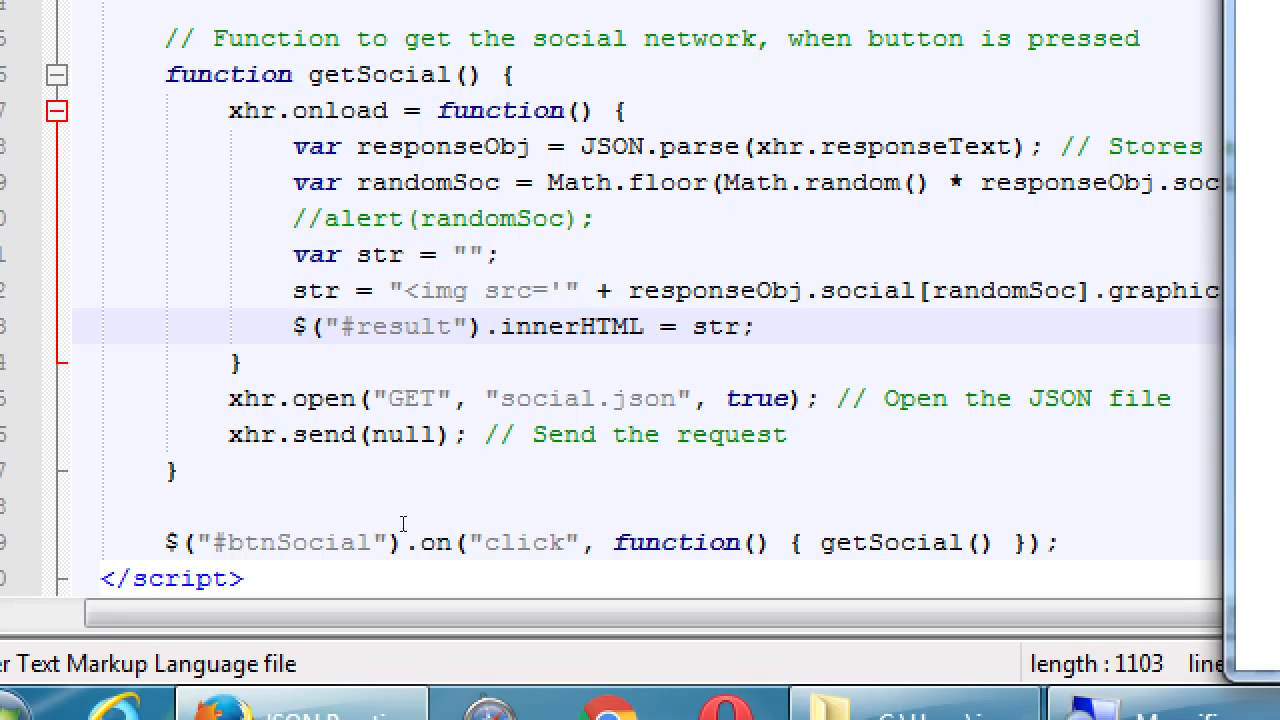 // Function to get the social network, when button is pressed
function getSocial() {
xhr.onload = function() {
var responseObj = JSON.parse(xhr.responseText); // Stores
var randomSoc = Math.floor(Math.random() * responseObj.soc
//alert(randomSoc);
var str = "";
str = "<img src='" + responseObj.social[randomSoc].graphic
$("#result").innerHTML = str;
}
xhr.open("GET", "social.json", true); // Open the JSON file
xhr.send(null); // Send the request
}
$("#btnSocial").on("click", function() { getSocial() });
</script>
Text Markup Language file
length : 1103 line